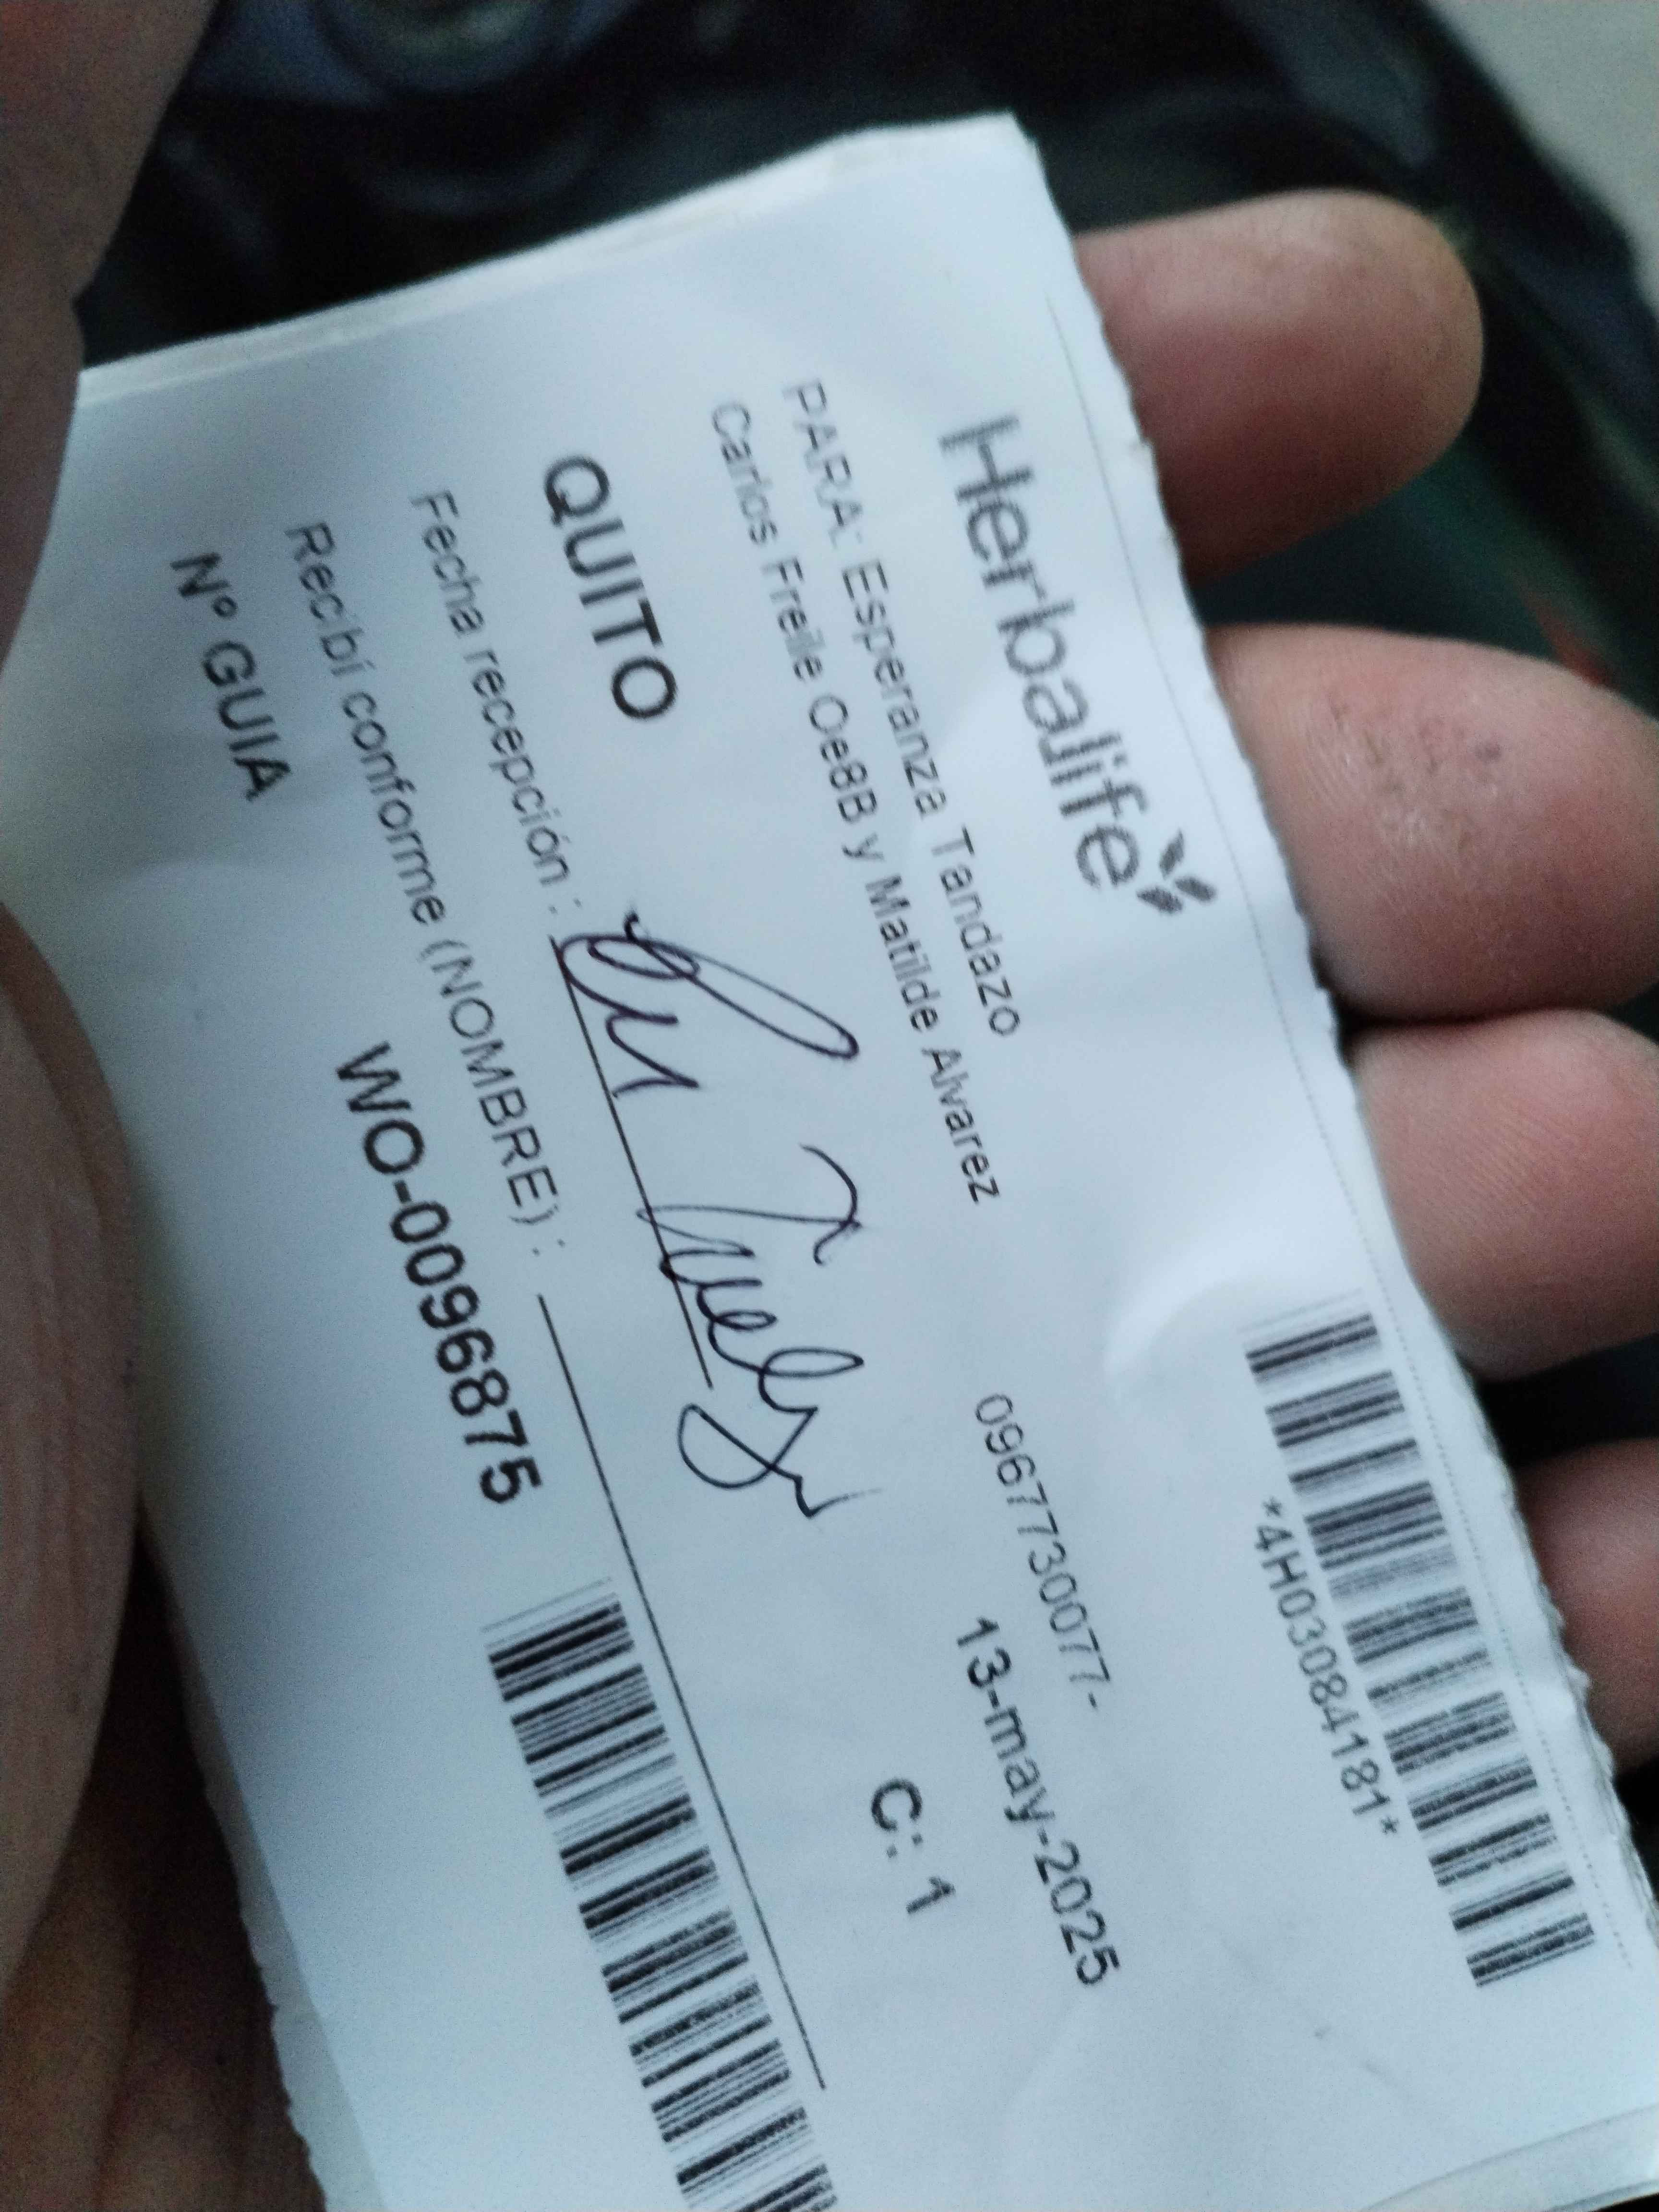 Herbalife
*4H03084181*
PARA: Esperanza Tandazo
0967730077-
Carlos Freile Oe8B y Matilde Alvarez
13-may-2025
QUITO
C: 1
Fecha recepción :
Recibí conforme (NOMBRE) :
Nº GUIA
WO-0096875